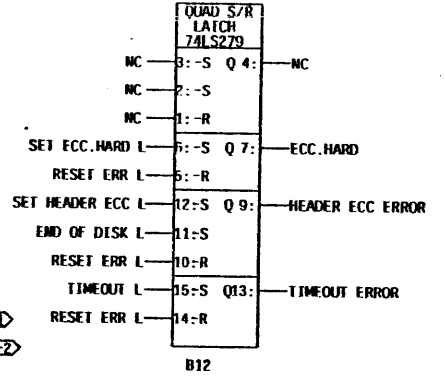 QUAD S/R
LATCH
74LS279
NC 3:-S Q 4: NC
NC 2:-S
NC 1:-R
SET ECC.HARD L 6:-S Q 7: ECC.HARD
RESET ERR L 5:-R
SET HEADER ECC L 12:-S Q 9: HEADER ECC ERROR
END OF DISK L 11:-S
RESET ERR L 10:-R
TIMEOUT L 15:-S Q13: TIMEOUT ERROR
RESET ERR L 14:-R
B12